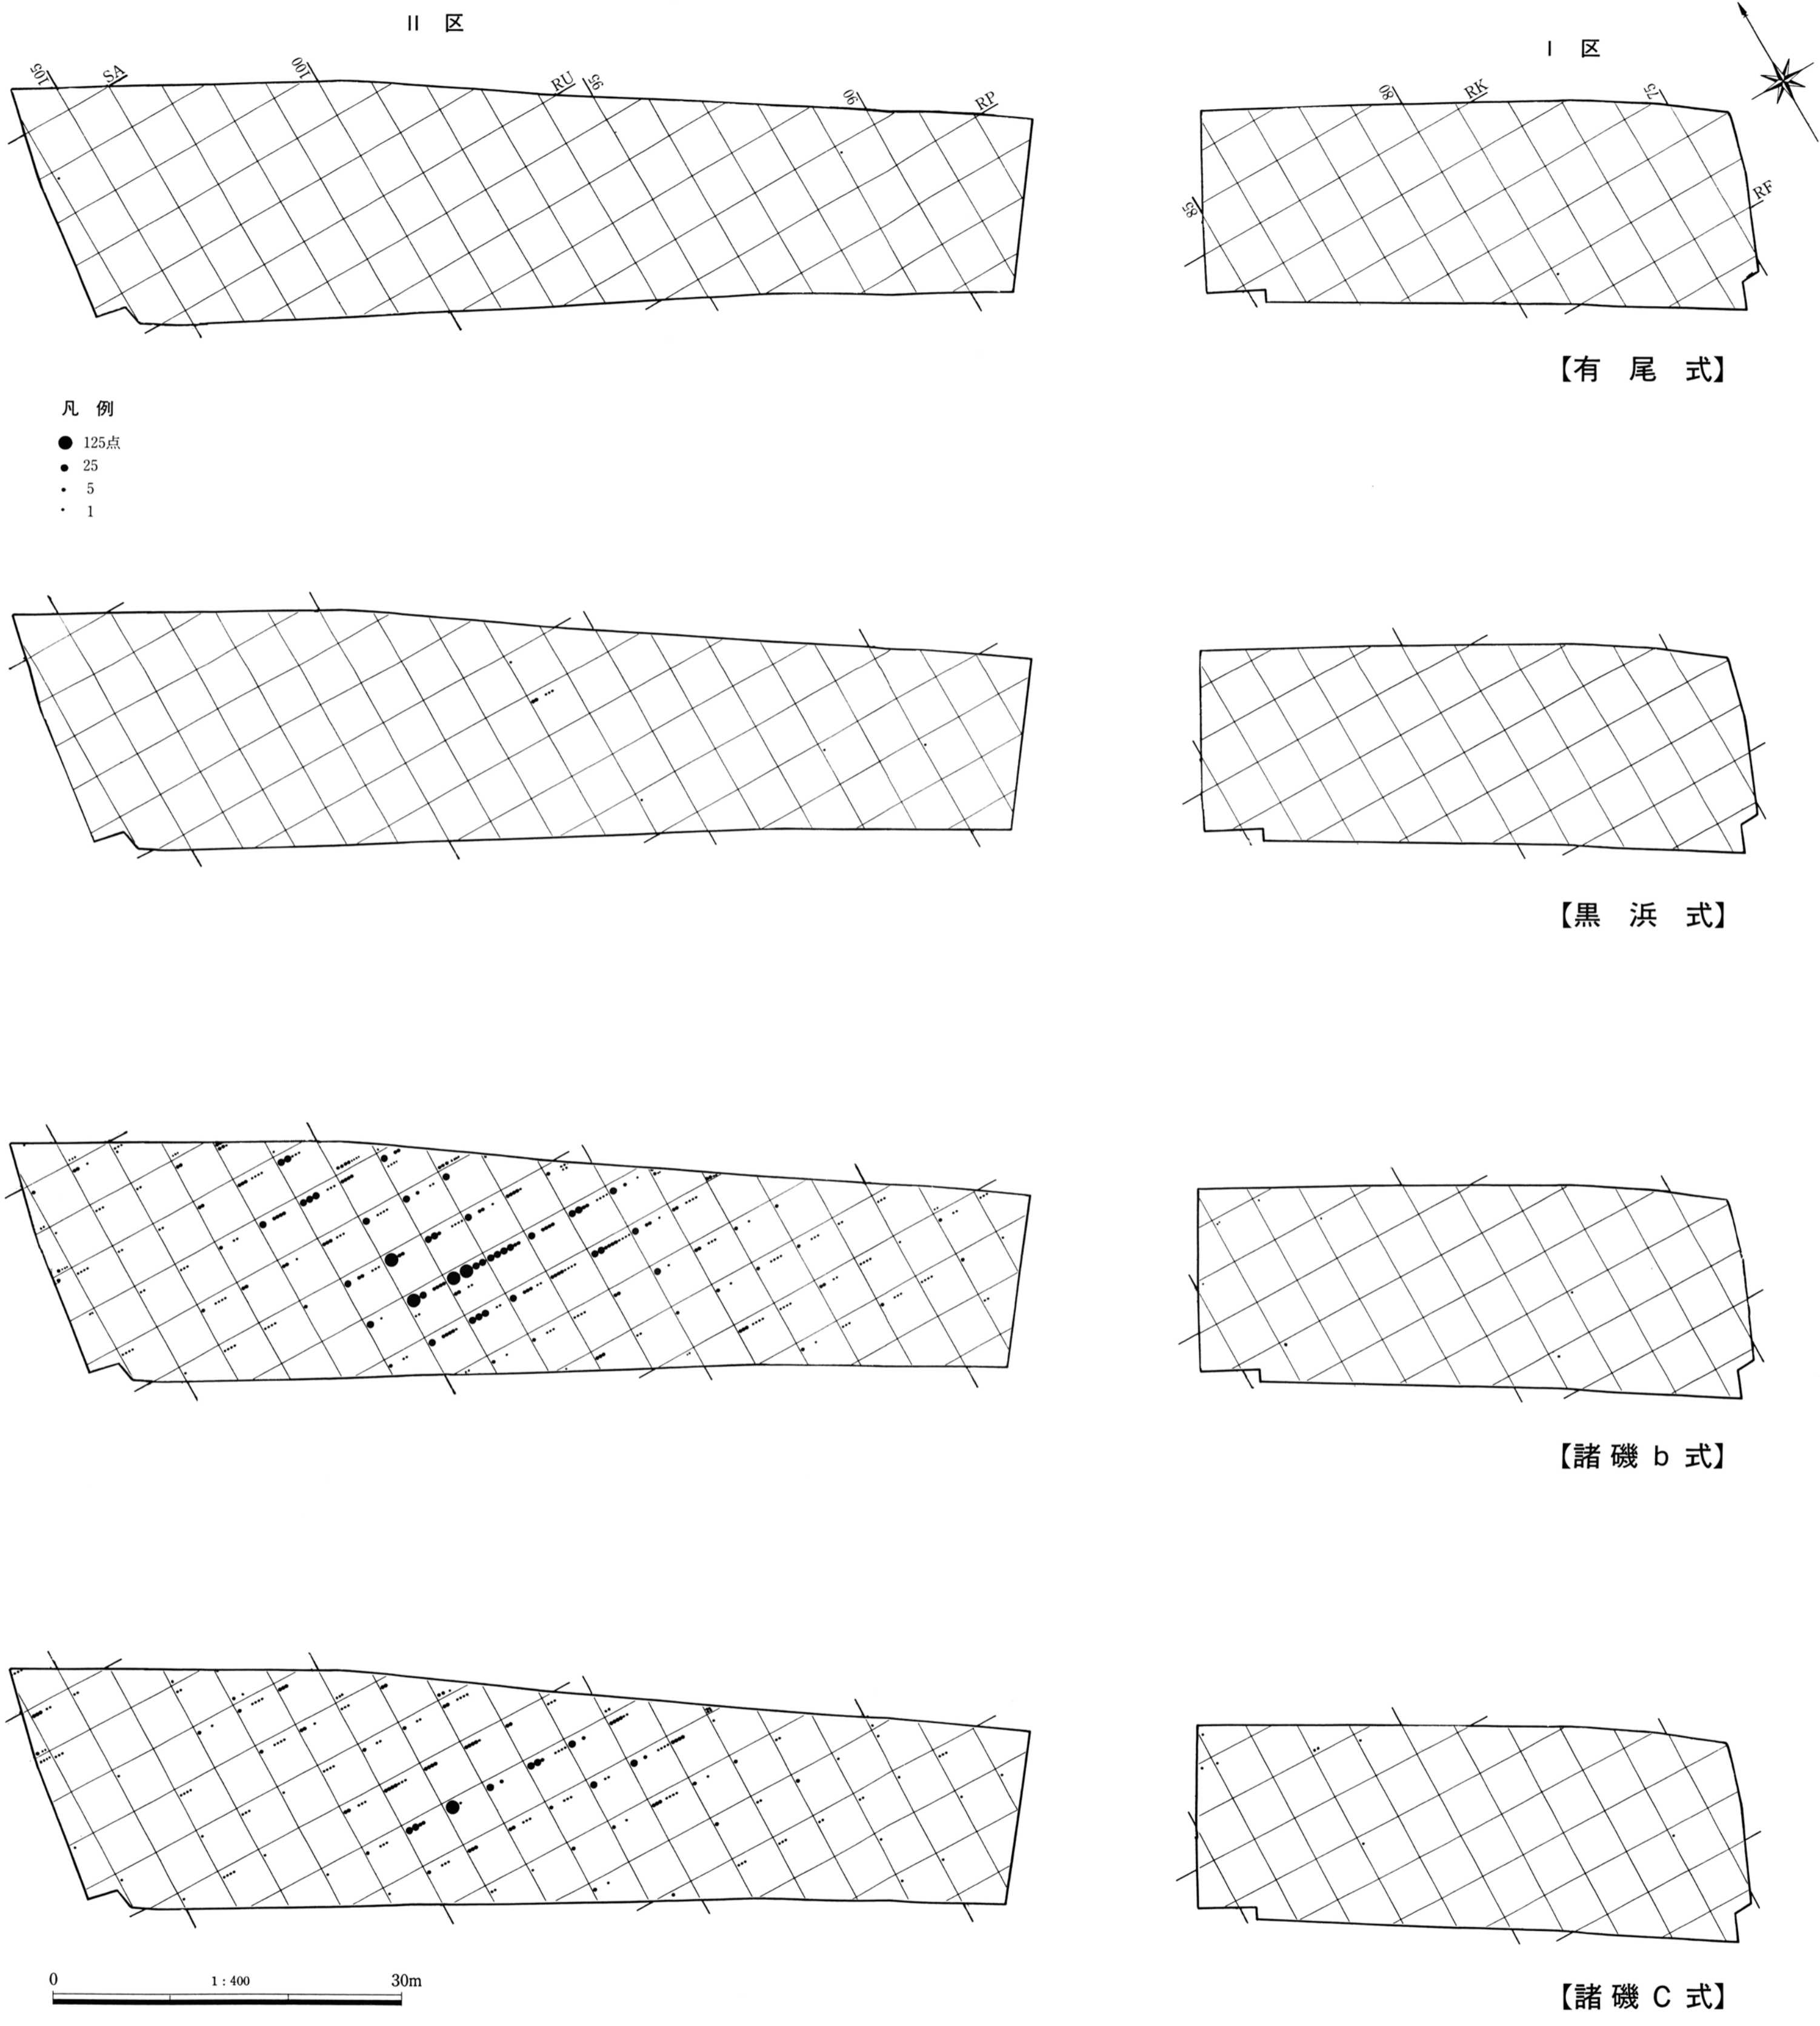 II 区
I 区
105
SA
100
RU
95
90
RP
80
RK
75
85
RF
【有 尾 式】
凡 例
125点
25
5
1
【黒 浜 式】
【諸 磯 b 式】
【諸 磯 C 式】
0 1:400 30m